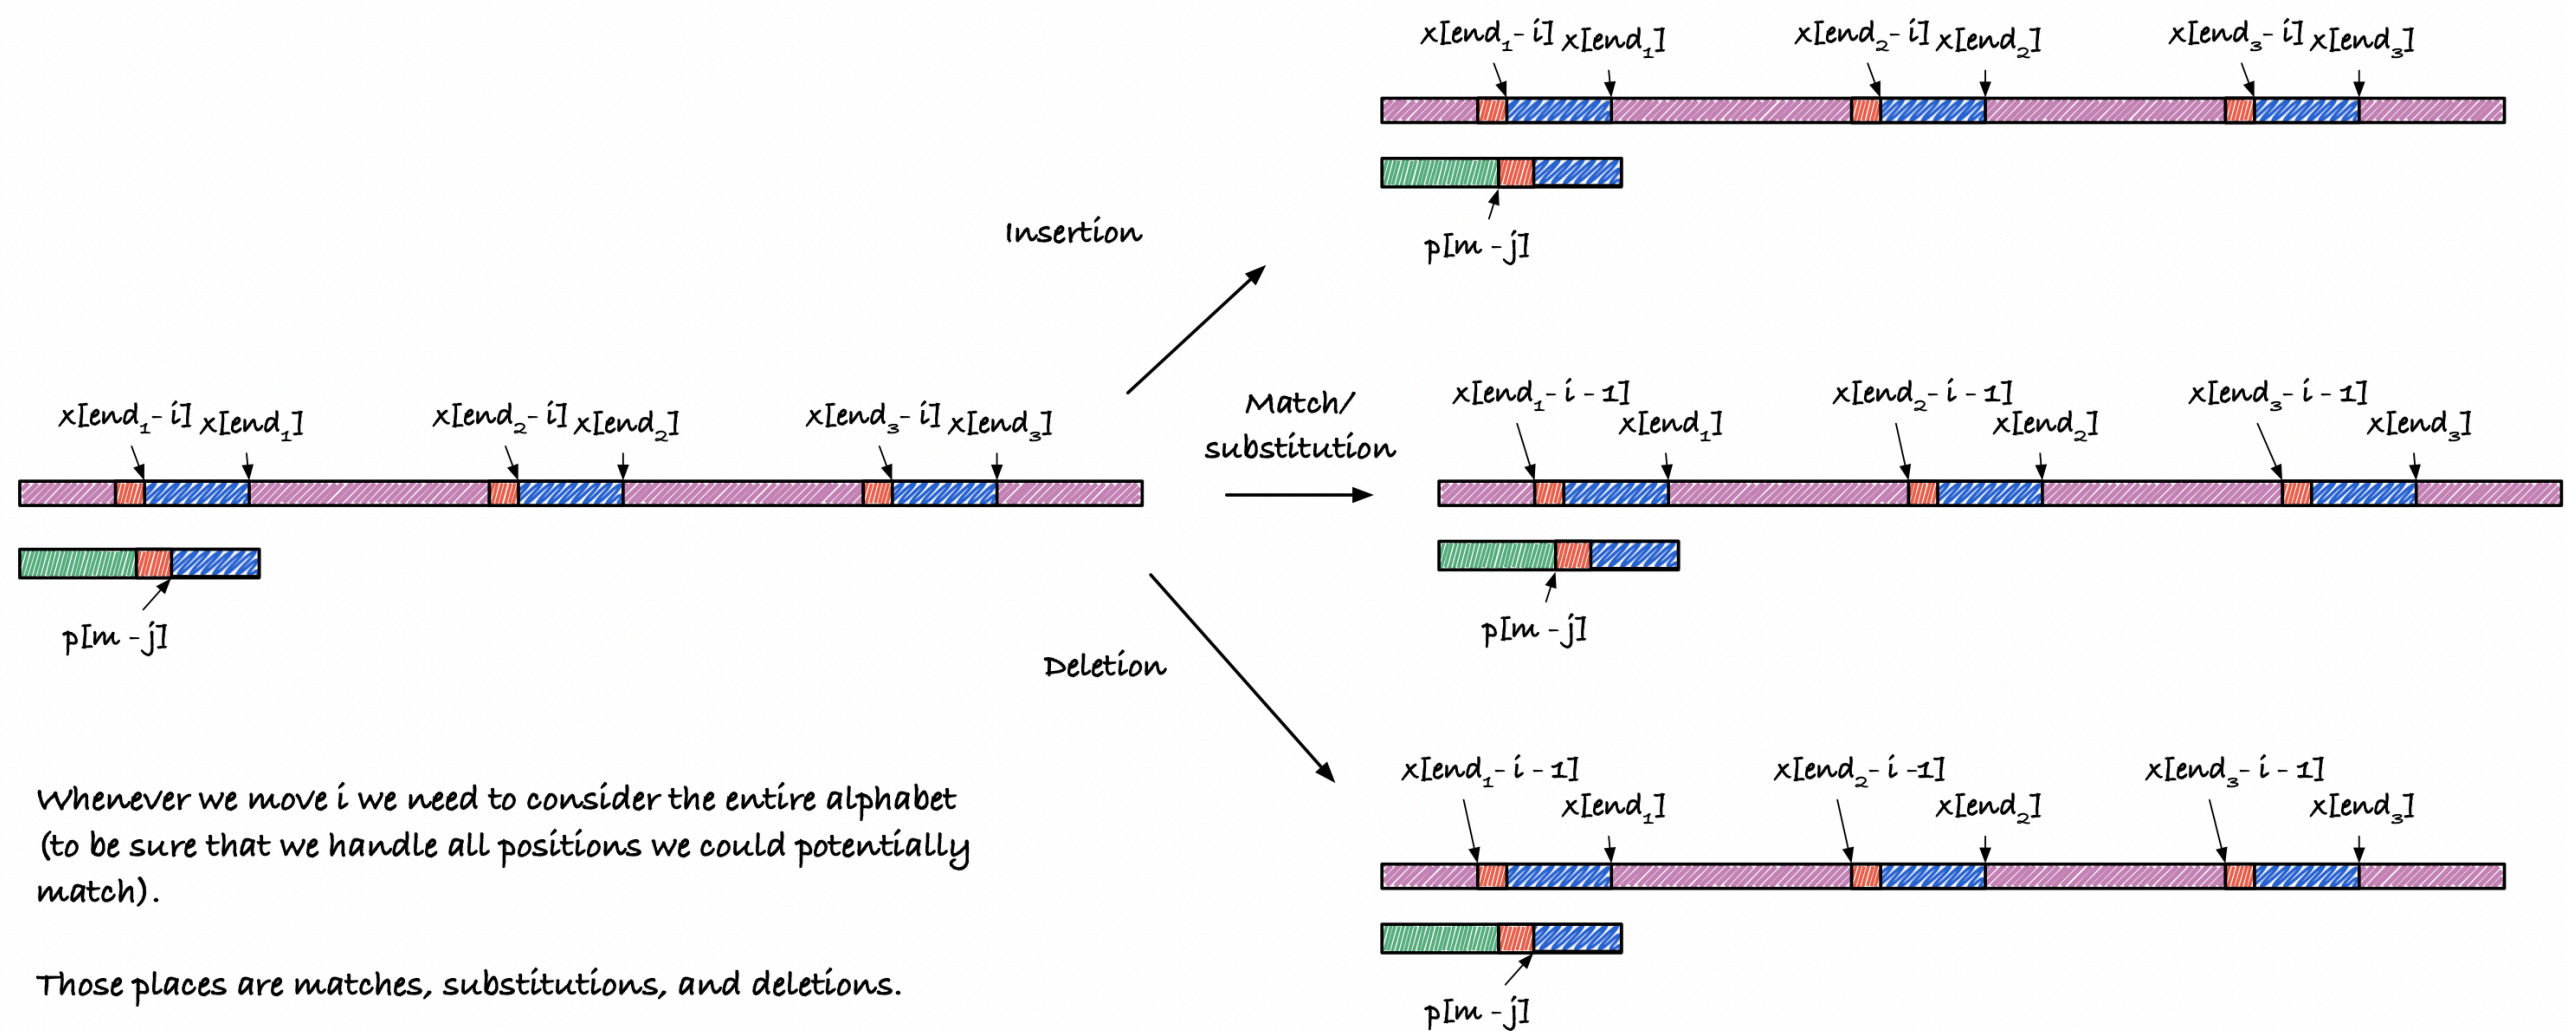 x[end₁- i] x[end₁] x[end₂- i] x[end₂] x[end₃- i] x[end₃]
p[m - j]
Insertion
x[end₁- i] x[end₁] x[end₂- i] x[end₂] x[end₃- i] x[end₃]
p[m - j]
Match/
substitution
x[end₁- i - 1] x[end₂- i - 1] x[end₃- i - 1]
x[end₁] x[end₂] x[end₃]
p[m - j]
Deletion
x[end₁- i - 1] x[end₂- i -1] x[end₃- i - 1]
x[end₁] x[end₂] x[end₃]
p[m - j]
Whenever we move i we need to consider the entire alphabet
(to be sure that we handle all positions we could potentially
match).
Those places are matches, substitutions, and deletions.